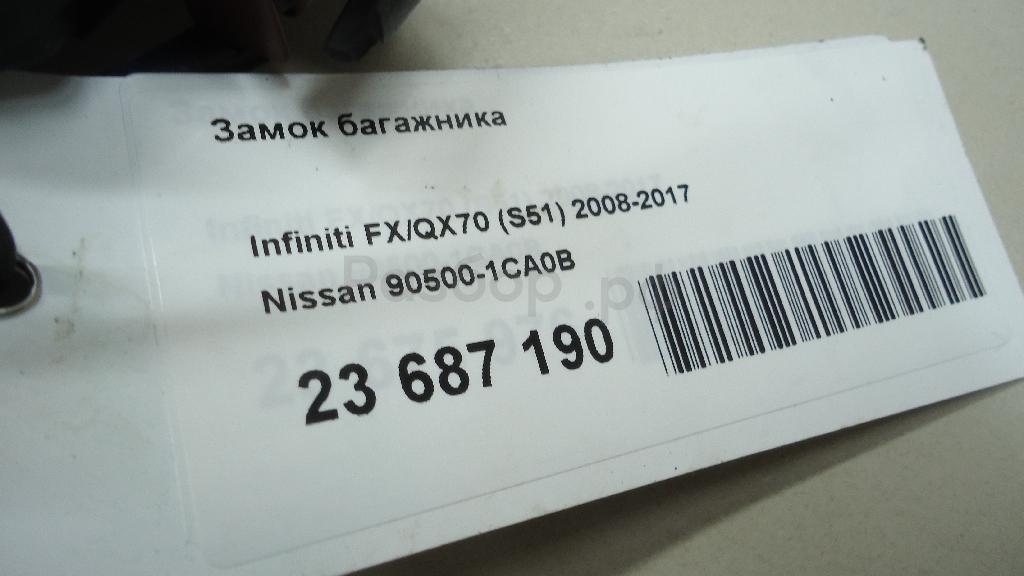 Замок багажника
Infiniti FX/QX70 (S51) 2008-2017
Nissan 90500-1CA0B
23 687 190